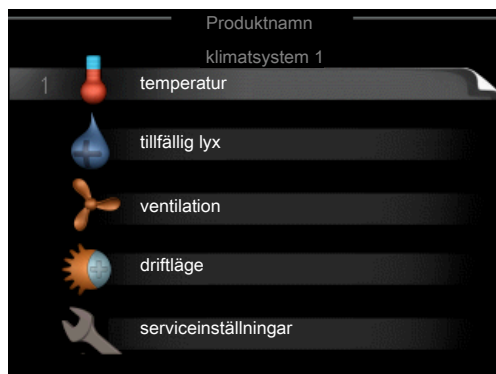 Produktnamn
klimatsystem 1
1 temperatur
tillfällig lyx
ventilation
driftläge
serviceinställningar